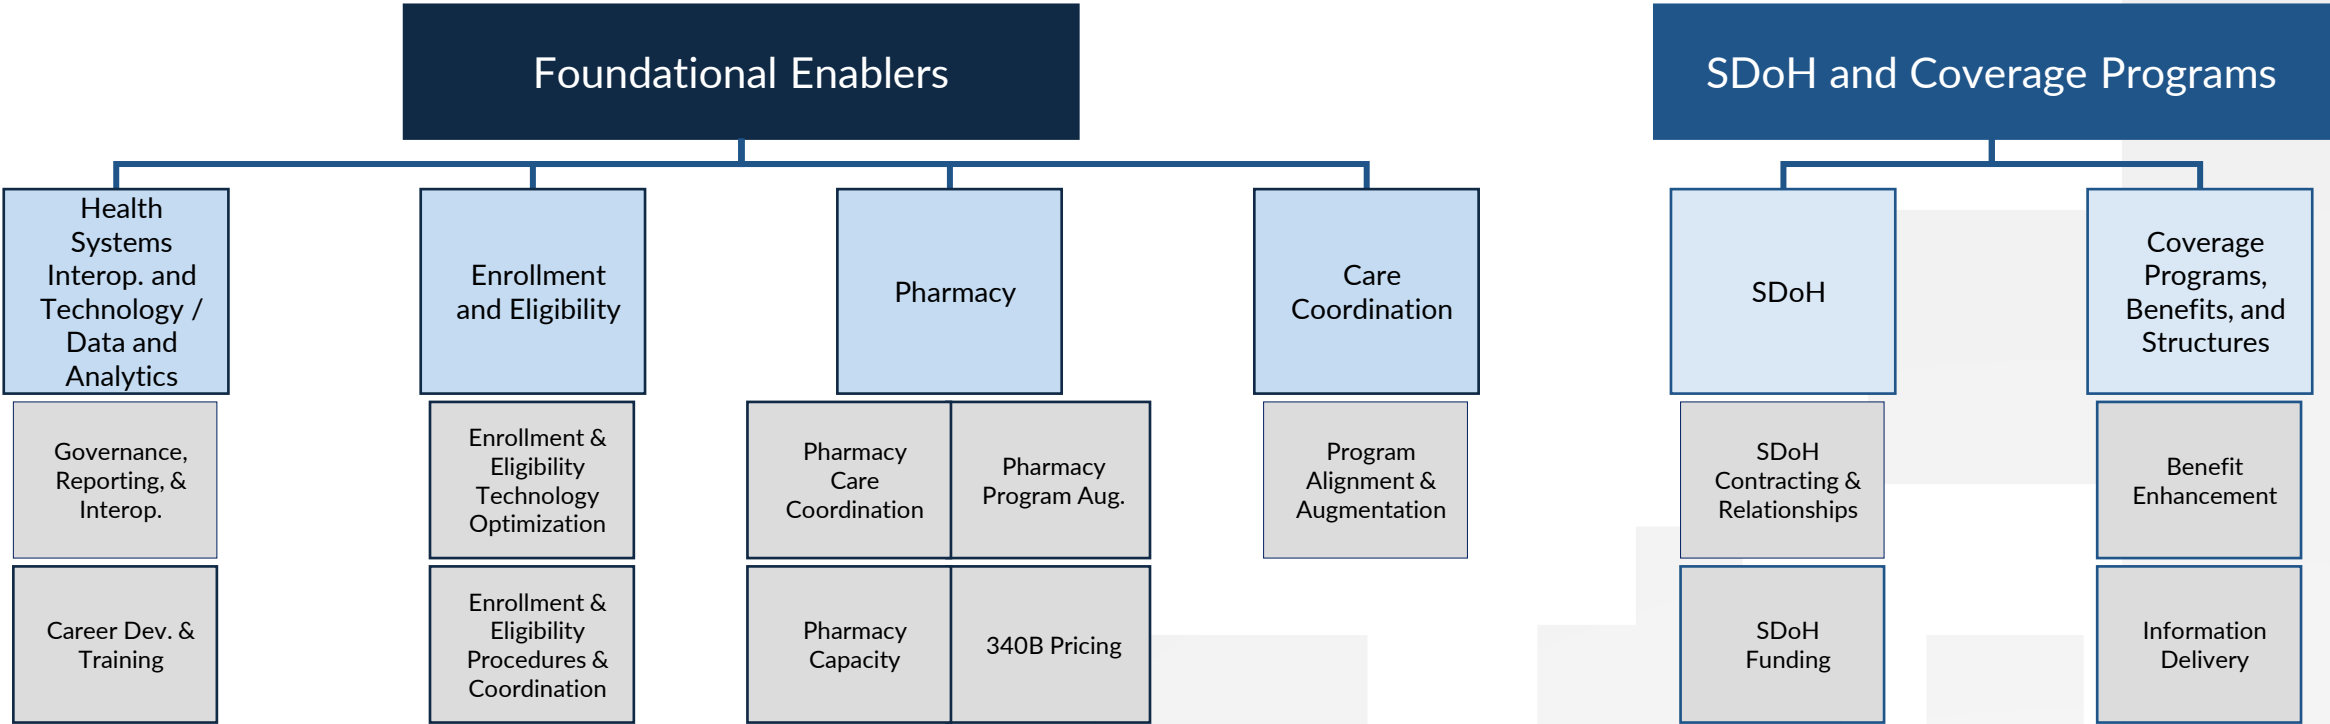 Foundational Enablers
SDoH and Coverage Programs
Health
Systems
Interop. and
Technology /
Data and
Analytics
Enrollment
and Eligibility
Pharmacy
Care
Coordination
SDoH
Coverage
Programs,
Benefits, and
Structures
Governance,
Reporting, &
Interop.
Enrollment &
Eligibility
Technology
Optimization
Pharmacy
Care
Coordination
Pharmacy
Program Aug.
Program
Alignment &
Augmentation
SDoH
Contracting &
Relationships
Benefit
Enhancement
Career Dev. &
Training
Enrollment &
Eligibility
Procedures &
Coordination
Pharmacy
Capacity
340B Pricing
SDoH
Funding
Information
Delivery